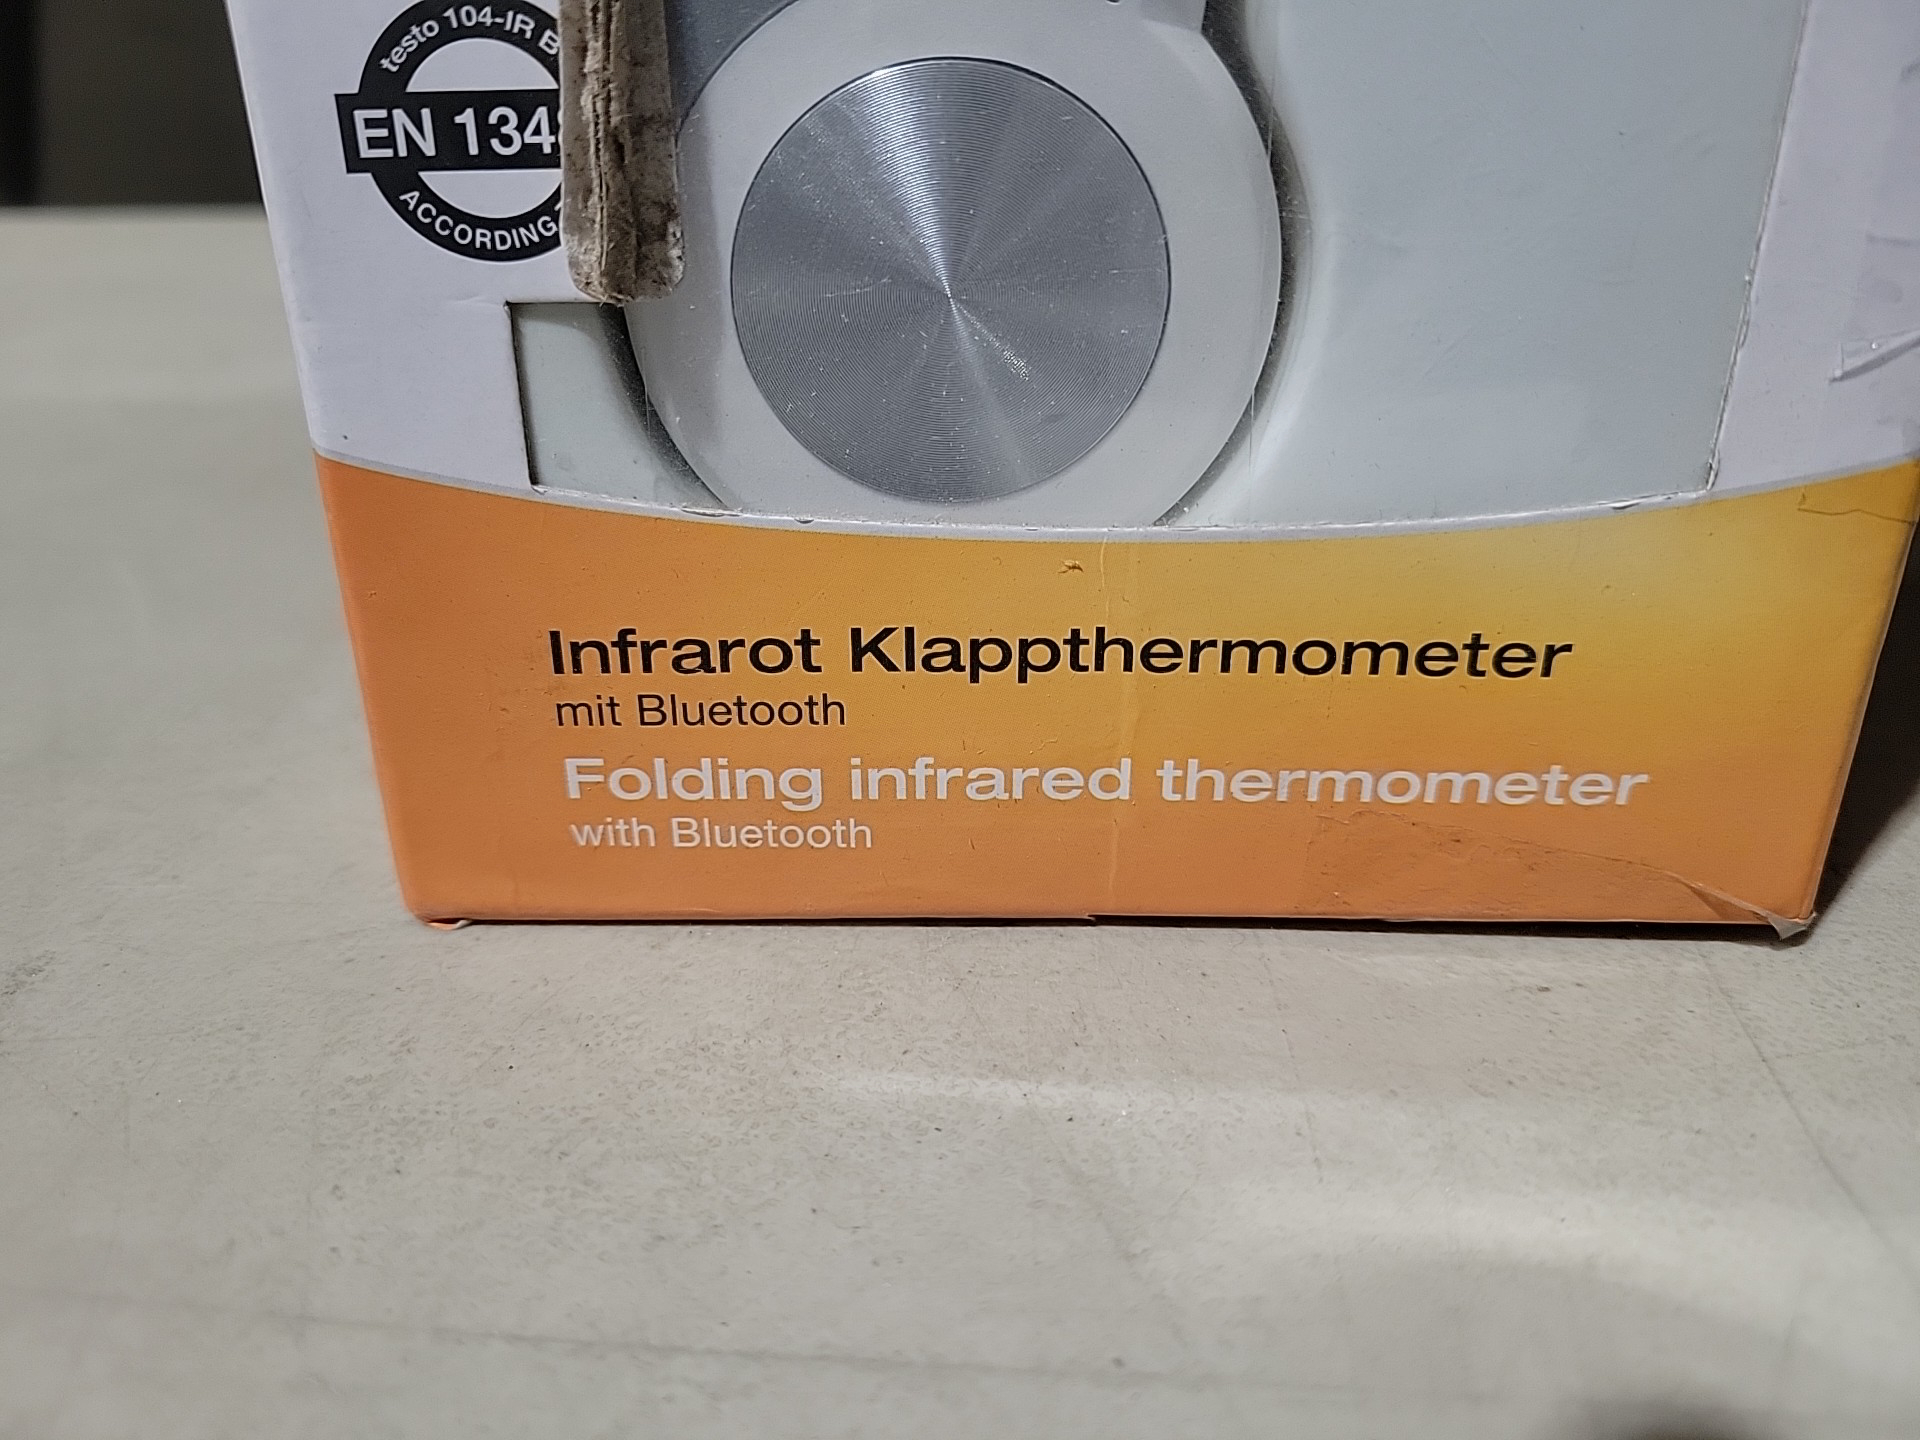 testo 104-IR B
EN 134
ACCORDING
Infrarot Klappthermometer
mit Bluetooth
Folding infrared thermometer
with Bluetooth